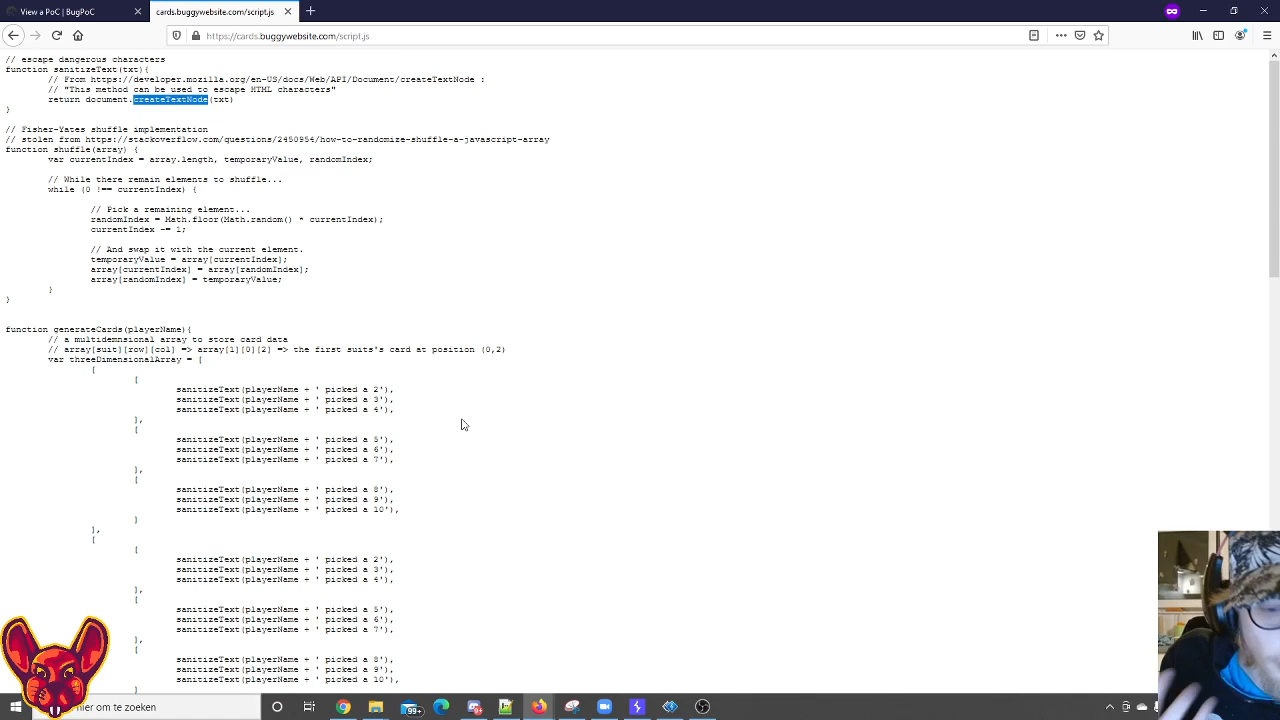 View a PoC | BugPoC
cards.buggywebsite.com/script.js
https://cards.buggywebsite.com/script.js
// escape dangerous characters
function sanitizeText(txt){
// From https://developer.mozilla.org/en-US/docs/Web/API/Document/createTextNode :
// "This method can be used to escape HTML characters"
return document.createTextNode(txt)
}
// Fisher-Yates shuffle implementation
// stolen from https://stackoverflow.com/questions/2450954/how-to-randomize-shuffle-a-javascript-array
function shuffle(array) {
var currentIndex = array.length, temporaryValue, randomIndex;
// While there remain elements to shuffle...
while (0 !== currentIndex) {
// Pick a remaining element...
randomIndex = Math.floor(Math.random() * currentIndex);
currentIndex -= 1;
// And swap it with the current element.
temporaryValue = array[currentIndex];
array[currentIndex] = array[randomIndex];
array[randomIndex] = temporaryValue;
}
}
function generateCards(playerName){
// a multidemnsional array to store card data
// array[suit][row][col] => array[1][0][2] => the first suits's card at position (0,2)
var threeDimensionalArray = [
[
[
sanitizeText(playerName + ' picked a 2'),
sanitizeText(playerName + ' picked a 3'),
sanitizeText(playerName + ' picked a 4'),
],
[
sanitizeText(playerName + ' picked a 5'),
sanitizeText(playerName + ' picked a 6'),
sanitizeText(playerName + ' picked a 7'),
],
[
sanitizeText(playerName + ' picked a 8'),
sanitizeText(playerName + ' picked a 9'),
sanitizeText(playerName + ' picked a 10'),
]
],
[
[
sanitizeText(playerName + ' picked a 2'),
sanitizeText(playerName + ' picked a 3'),
sanitizeText(playerName + ' picked a 4'),
],
[
sanitizeText(playerName + ' picked a 5'),
sanitizeText(playerName + ' picked a 6'),
sanitizeText(playerName + ' picked a 7'),
],
[
sanitizeText(playerName + ' picked a 8'),
sanitizeText(playerName + ' picked a 9'),
sanitizeText(playerName + ' picked a 10'),
]
hier om te zoeken
99+